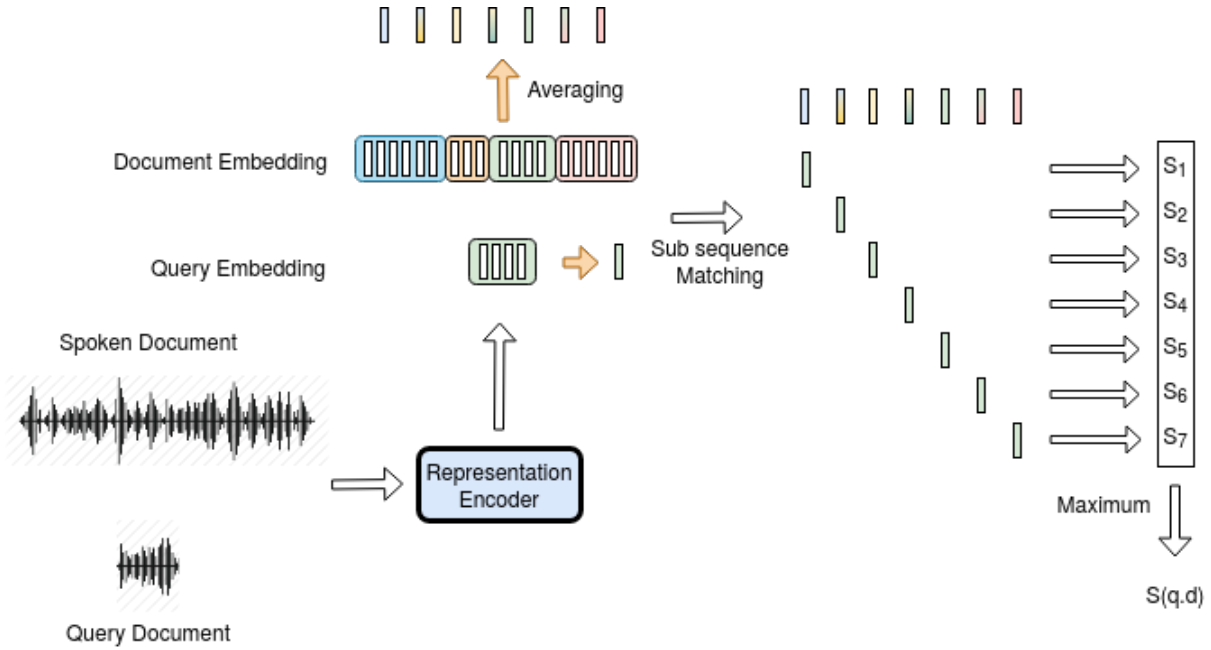 Averaging
Document Embedding
Query Embedding
Sub sequence
Matching
Spoken Document
Representation
Encoder
Query Document
S1
S2
S3
S4
S5
S6
S7
Maximum
S(q.d)